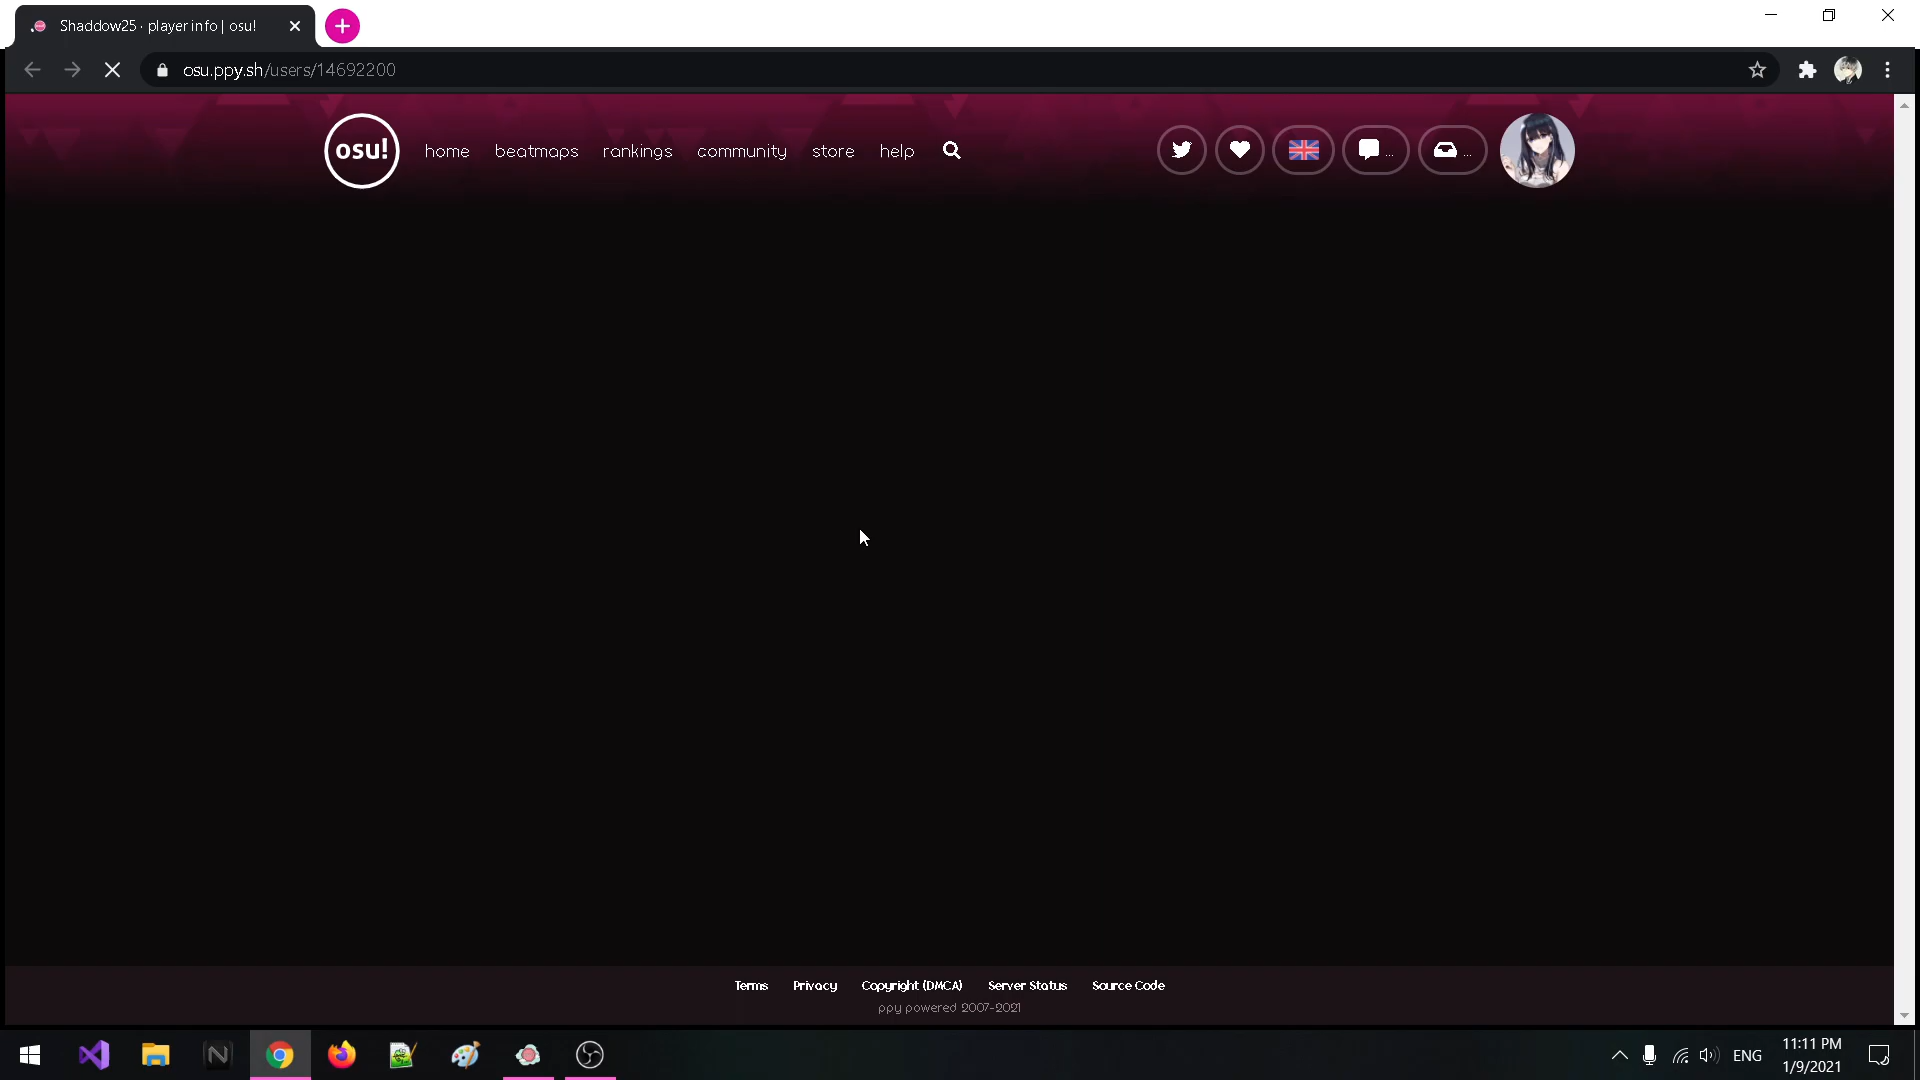 Shaddow25 · player info | osu!
osu.ppy.sh/users/14692200
osu! home beatmaps rankings community store help ... ...
Terms Privacy Copyright (DMCA) Server Status Source Code
ppy powered 2007-2021
N ENG 11:11 PM
1/9/2021